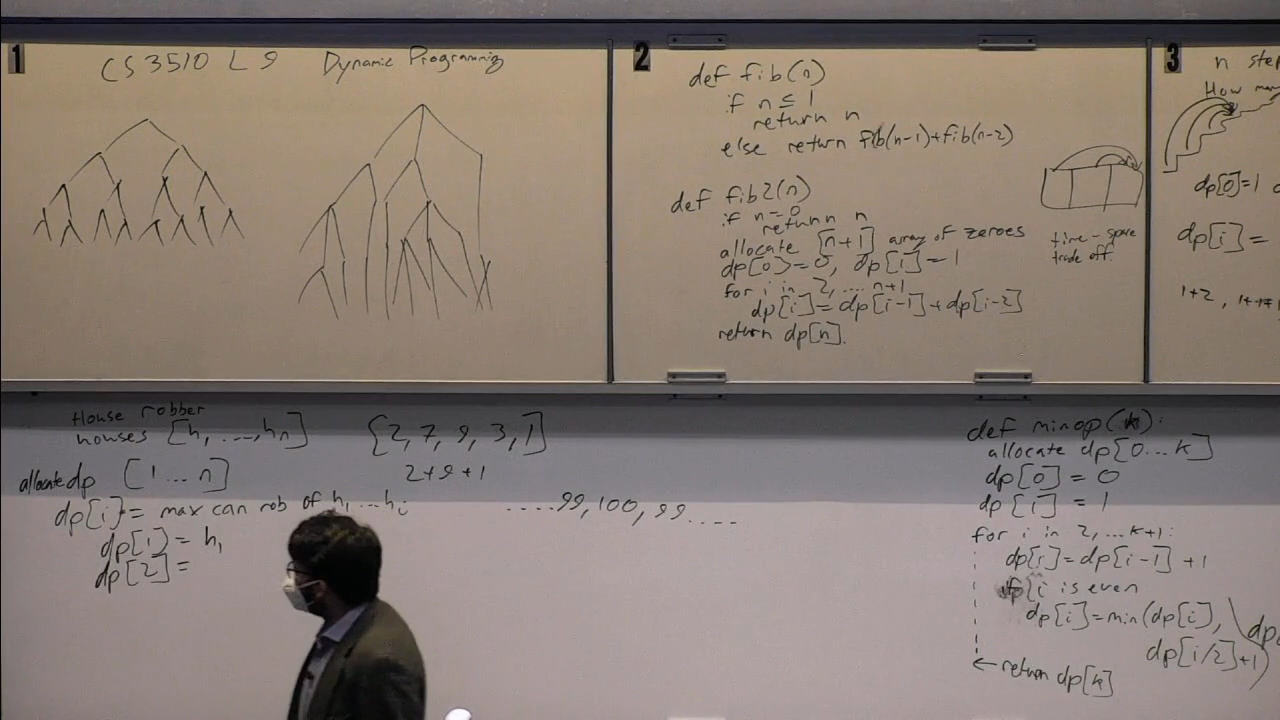 1
CS 3510 L 9 Dynamic Programming
2
def fib(n)
if n ≤ 1
return n
else return fib(n-1)+fib(n-2)
def fib2(n)
if n=0
return n
allocate [n+1] array of zeroes
dp[0]=0, dp[1]=1
for i in 2, ... n+1
dp[i]=dp[i-1]+dp[i-2]
return dp[n].
time-space
trade off.
3
n step
How man
dp[0]=1
dp[i]=
1+2, 1+
House robber
houses [h1, ...., hn]
[2, 7, 9, 3, 1]
2+9+1
allocate dp [1...n]
dp[i]= max can rob of h1...hi
dp[1]=h1
dp[2]=
....99, 100, 99....
def minop(k):
allocate dp[0...k]
dp[0]=0
dp[1]=1
for i in 2, ...k+1:
dp[i]=dp[i-1]+1
if i is even
dp[i]=min(dp[i],
dp[i/2]+1)
dp
← return dp[k]